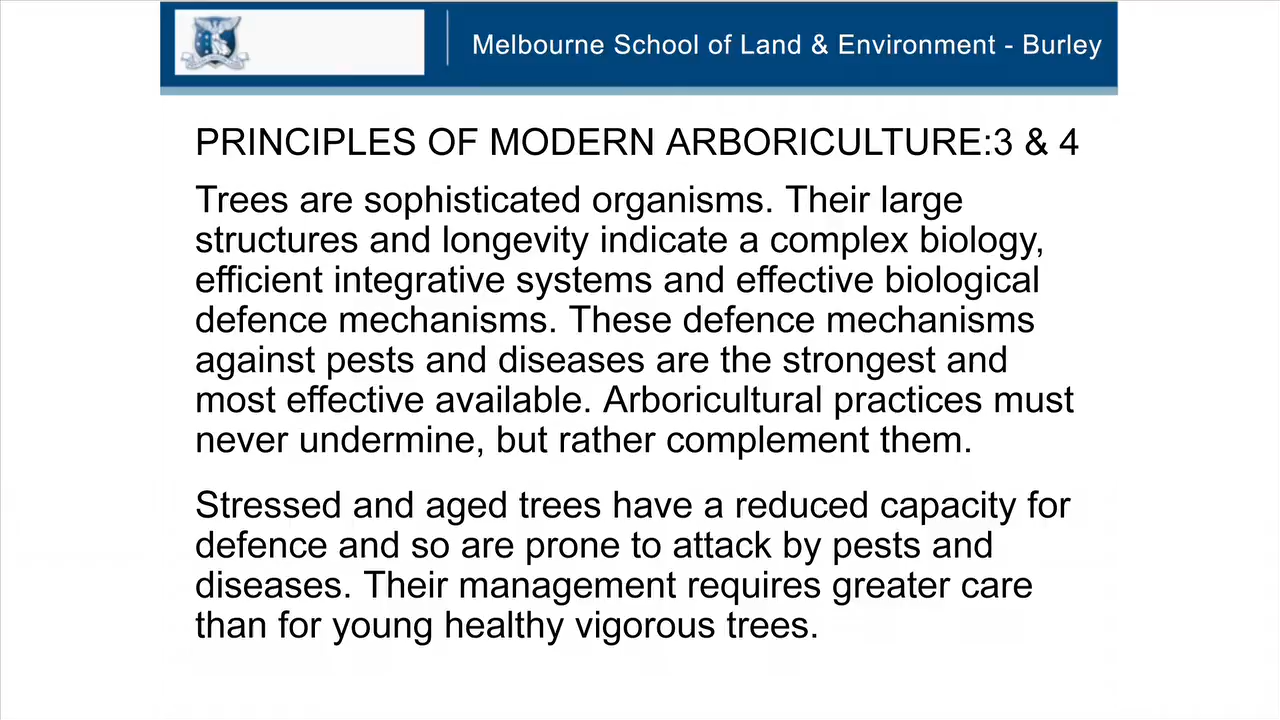 Melbourne School of Land & Environment - Burley
PRINCIPLES OF MODERN ARBORICULTURE:3 & 4
Trees are sophisticated organisms. Their large
structures and longevity indicate a complex biology,
efficient integrative systems and effective biological
defence mechanisms. These defence mechanisms
against pests and diseases are the strongest and
most effective available. Arboricultural practices must
never undermine, but rather complement them.
Stressed and aged trees have a reduced capacity for
defence and so are prone to attack by pests and
diseases. Their management requires greater care
than for young healthy vigorous trees.